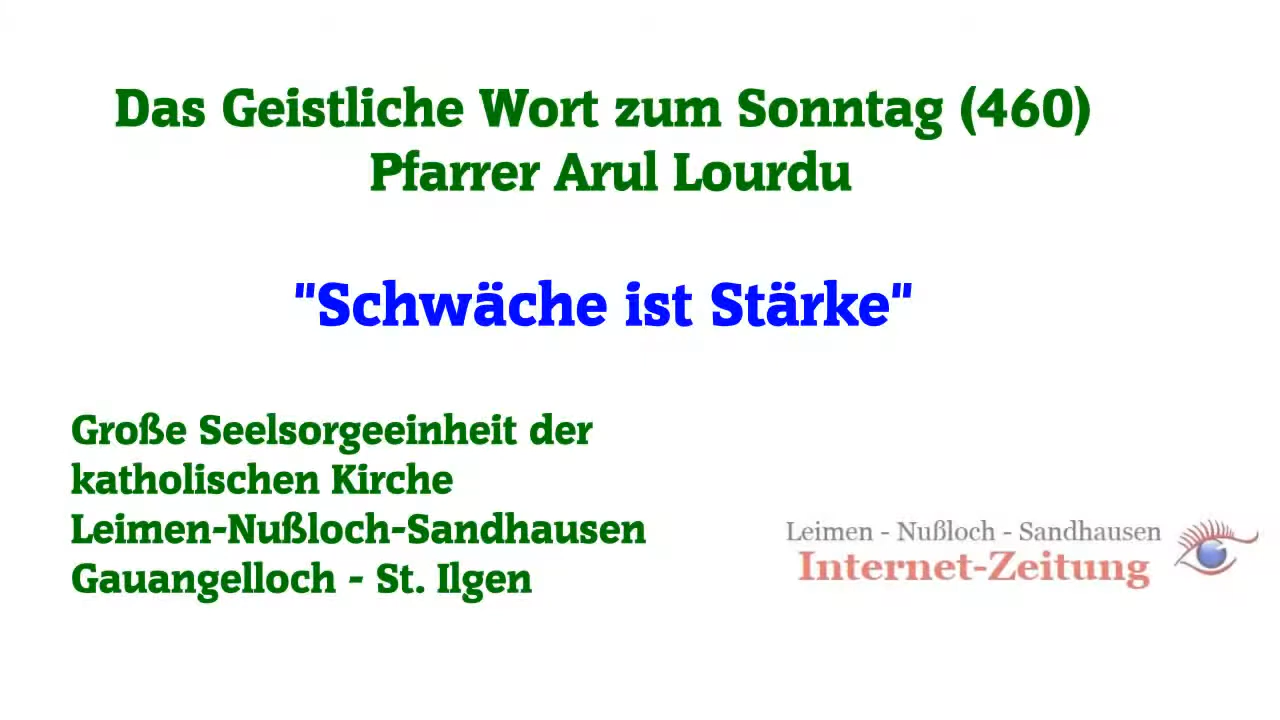 Das Geistliche Wort zum Sonntag (460)
Pfarrer Arul Lourdu
"Schwäche ist Stärke"
Große Seelsorgeeinheit der
katholischen Kirche
Leimen-Nußloch-Sandhausen
Gauangelloch - St. Ilgen
Leimen - Nußloch - Sandhausen
Internet-Zeitung